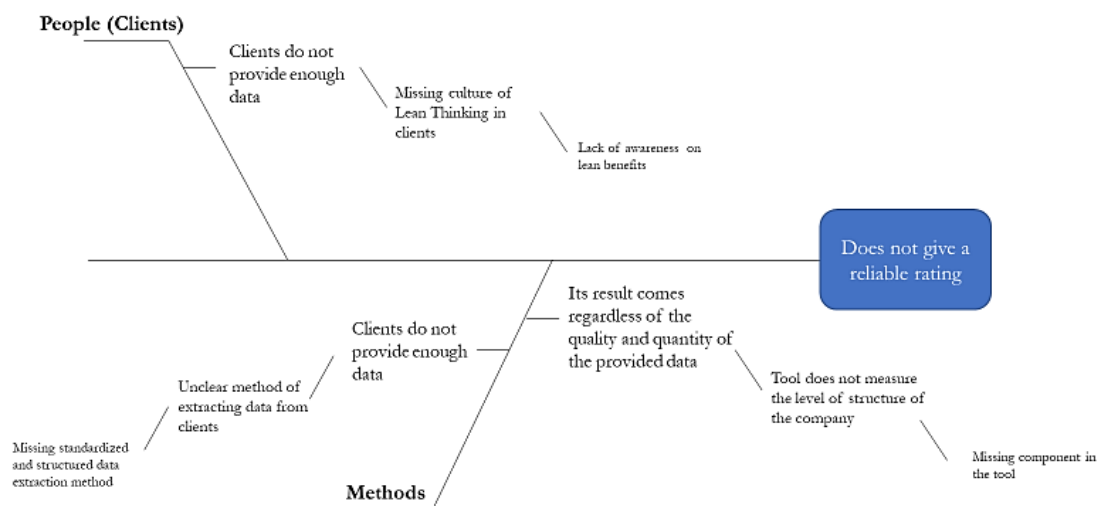 People (Clients)
Clients do not
provide enough
data
Missing culture of
Lean Thinking in
clients
Lack of awareness on
lean benefits
Does not give a
reliable rating
Its result comes
regardless of the
quality and quantity of
the provided data
Clients do not
provide enough
data
Tool does not measure
the level of structure of
the company
Unclear method of
extracting data from
clients
Missing standardized
and structured data
extraction method
Missing component in
the tool
Methods